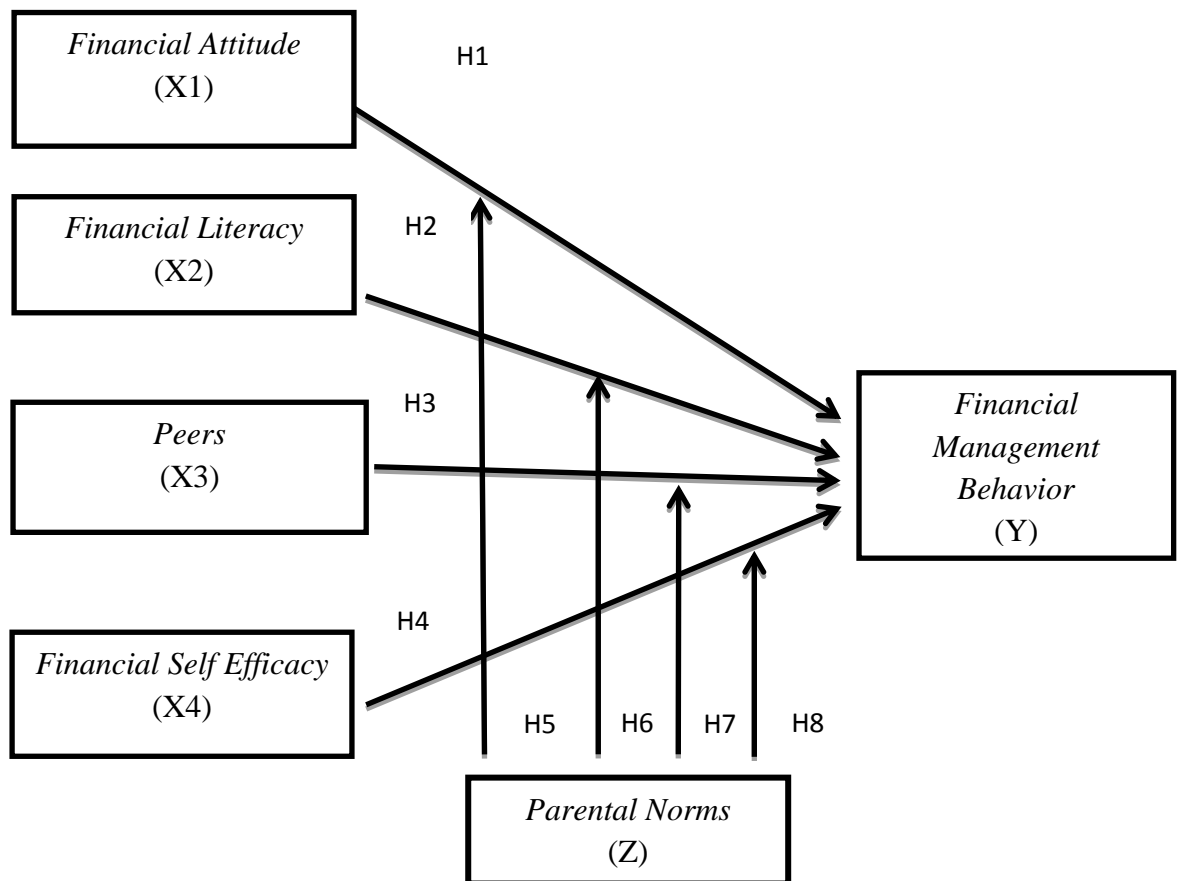 Financial Attitude
(X1)
H1
Financial Literacy
(X2)
H2
Peers
(X3)
H3
Financial
Management
Behavior
(Y)
Financial Self Efficacy
(X4)
H4
H5
H6
H7
H8
Parental Norms
(Z)